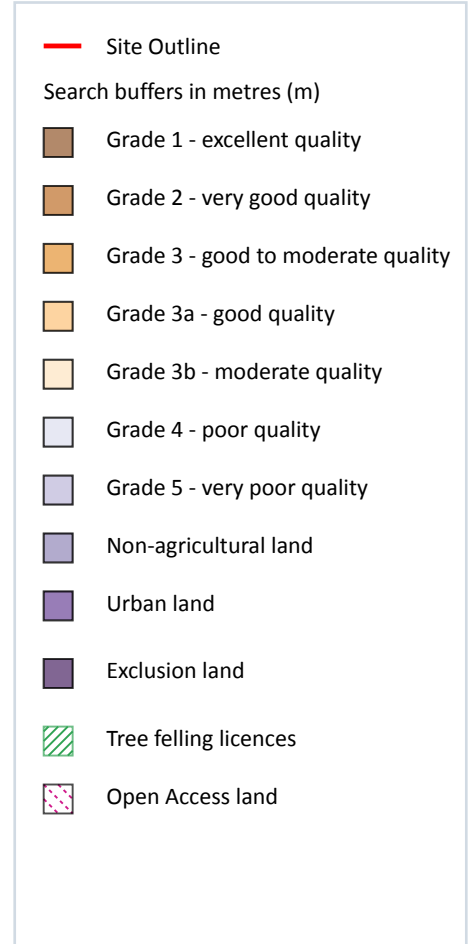 Site Outline
Search buffers in metres (m)
Grade 1 - excellent quality
Grade 2 - very good quality
Grade 3 - good to moderate quality
Grade 3a - good quality
Grade 3b - moderate quality
Grade 4 - poor quality
Grade 5 - very poor quality
Non-agricultural land
Urban land
Exclusion land
Tree felling licences
Open Access land